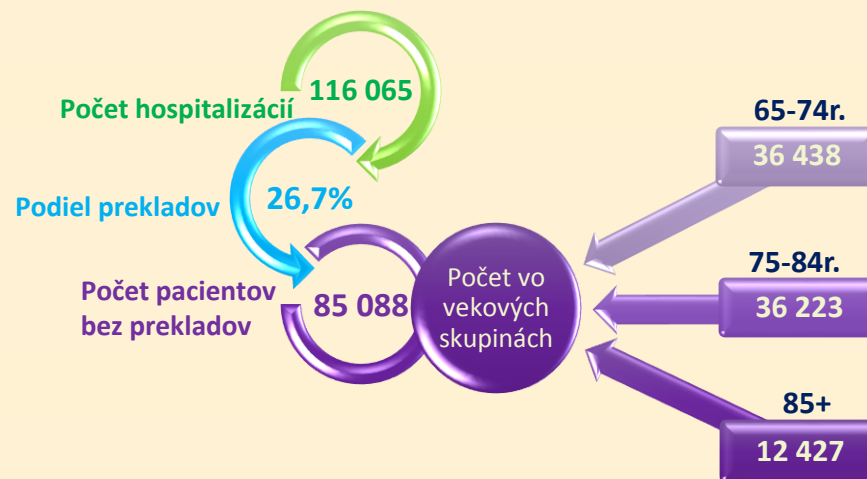 Počet hospitalizácií
116 065
Podiel prekladov
26,7%
Počet pacientov
bez prekladov
85 088
Počet vo
vekových
skupinách
65-74r.
36 438
75-84r.
36 223
85+
12 427